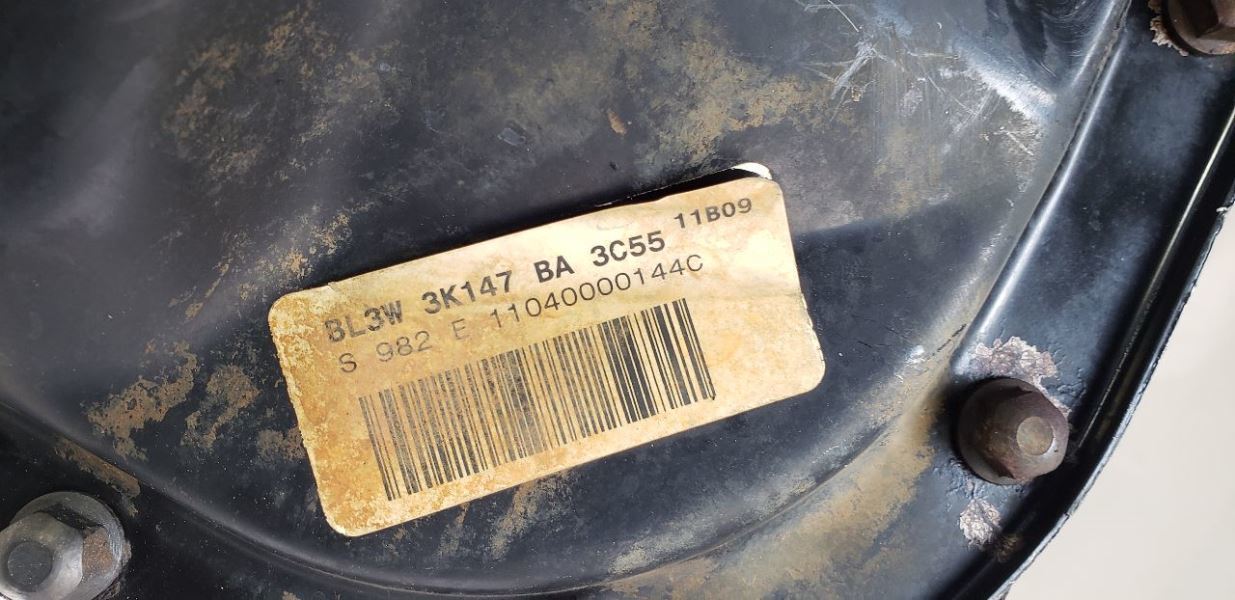 BL3W 3K147 BA 3C55 11B09
S 982 E 11040000144C